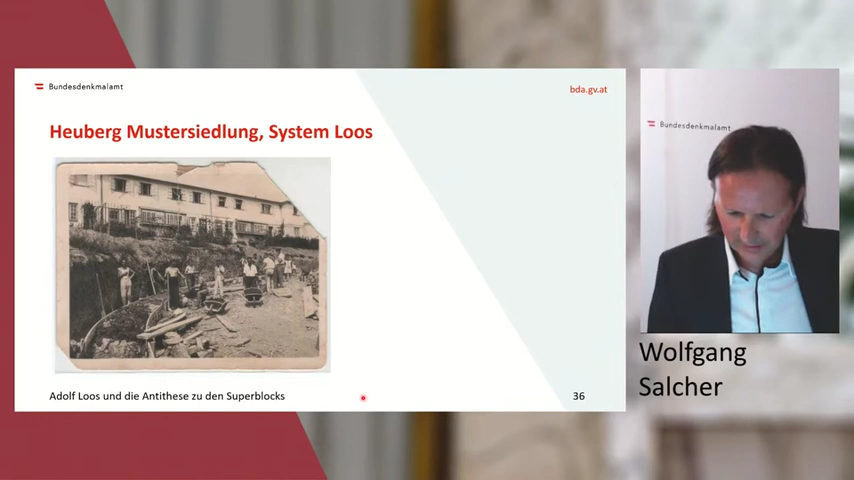 Bundesdenkmalamt
bda.gv.at
Heuberg Mustersiedlung, System Loos
Adolf Loos und die Antithese zu den Superblocks
36
Bundesdenkmalamt
Wolfgang
Salcher